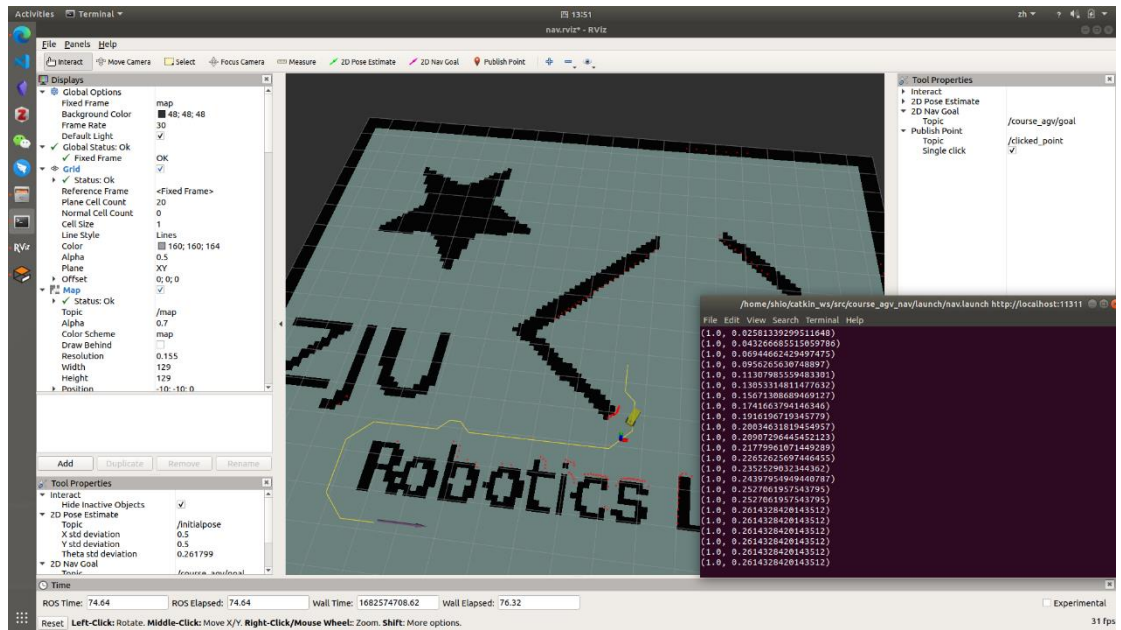 Activities Terminal 四 13:51 zh
nav.rviz* - RViz
File Panels Help
Interact Move Camera Select Focus Camera Measure 2D Pose Estimate 2D Nav Goal Publish Point
Displays
Global Options
Fixed Frame map
Background Color 48; 48; 48
Frame Rate 30
Default Light
Global Status: Ok
Fixed Frame OK
Grid
Status: Ok
Reference Frame <Fixed Frame>
Plane Cell Count 20
Normal Cell Count 0
Cell Size 1
Line Style Lines
Color 160; 160; 164
Alpha 0.5
Plane XY
Offset 0; 0; 0
Map
Status: Ok
Topic /map
Alpha 0.7
Color Scheme map
Draw Behind
Resolution 0.155
Width 129
Height 129
Position -10; -10; 0
Add Duplicate Remove Rename
Tool Properties
Interact
Hide Inactive Objects
2D Pose Estimate
Topic /initialpose
X std deviation 0.5
Y std deviation 0.5
Theta std deviation 0.261799
2D Nav Goal
Topic /course_agv/goal
ZJU
Robotics L
Tool Properties
Interact
2D Pose Estimate
2D Nav Goal
Topic /course_agv/goal
Publish Point
Topic /clicked_point
Single click
/home/shio/catkin_ws/src/course_agv_nav/launch/nav.launch http://localhost:11311
File Edit View Search Terminal Help
(1.0, 0.02581339299511648)
(1.0, 0.043266685515059786)
(1.0, 0.06944662429497475)
(1.0, 0.0956265630748897)
(1.0, 0.11307985559483301)
(1.0, 0.13053314811477632)
(1.0, 0.15671308689469127)
(1.0, 0.1741663794146346)
(1.0, 0.1916196719345779)
(1.0, 0.20034631819454957)
(1.0, 0.20907296445452123)
(1.0, 0.21779961071449289)
(1.0, 0.22652625697446455)
(1.0, 0.2352529032344362)
(1.0, 0.24397954949440787)
(1.0, 0.2527061957543795)
(1.0, 0.2527061957543795)
(1.0, 0.2614328420143512)
(1.0, 0.2614328420143512)
(1.0, 0.2614328420143512)
(1.0, 0.2614328420143512)
(1.0, 0.2614328420143512)
(1.0, 0.2614328420143512)
Time
ROS Time: 74.64 ROS Elapsed: 74.64 Wall Time: 1682574708.62 Wall Elapsed: 76.32 Experimental
Reset Left-Click: Rotate. Middle-Click: Move X/Y. Right-Click/Mouse Wheel:: Zoom. Shift: More options. 31 fps